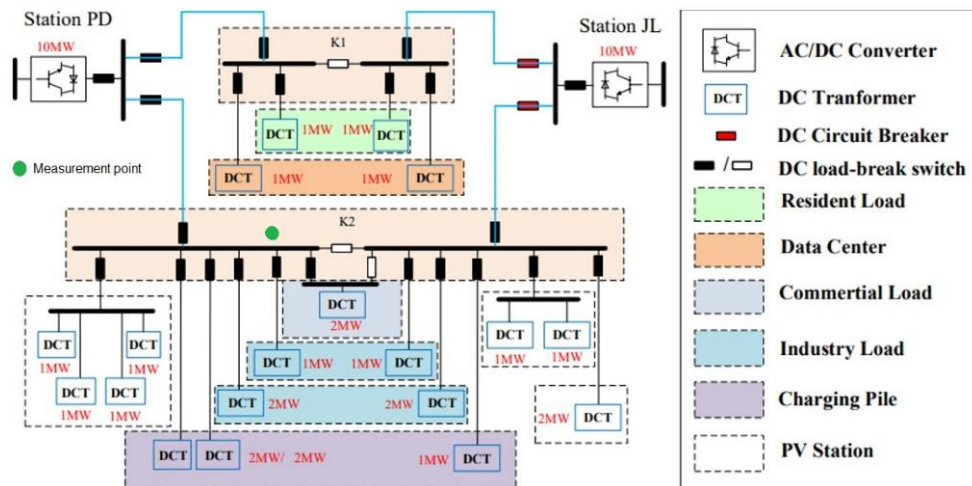 Station PD
Station JL
10MW
K1
10MW
DCT 1MW 1MW DCT
DCT 1MW 1MW DCT
Measurement point
K2
DCT
2MW
DCT DCT
1MW 1MW
DCT 1MW 1MW DCT
DCT DCT
1MW 1MW
DCT DCT
1MW 1MW
DCT 2MW 2MW DCT
2MW DCT
DCT DCT 2MW/ 2MW 1MW DCT
AC/DC Converter
DCT DC Tranformer
DC Circuit Breaker
/ DC load-break switch
Resident Load
Data Center
Commertial Load
Industry Load
Charging Pile
PV Station